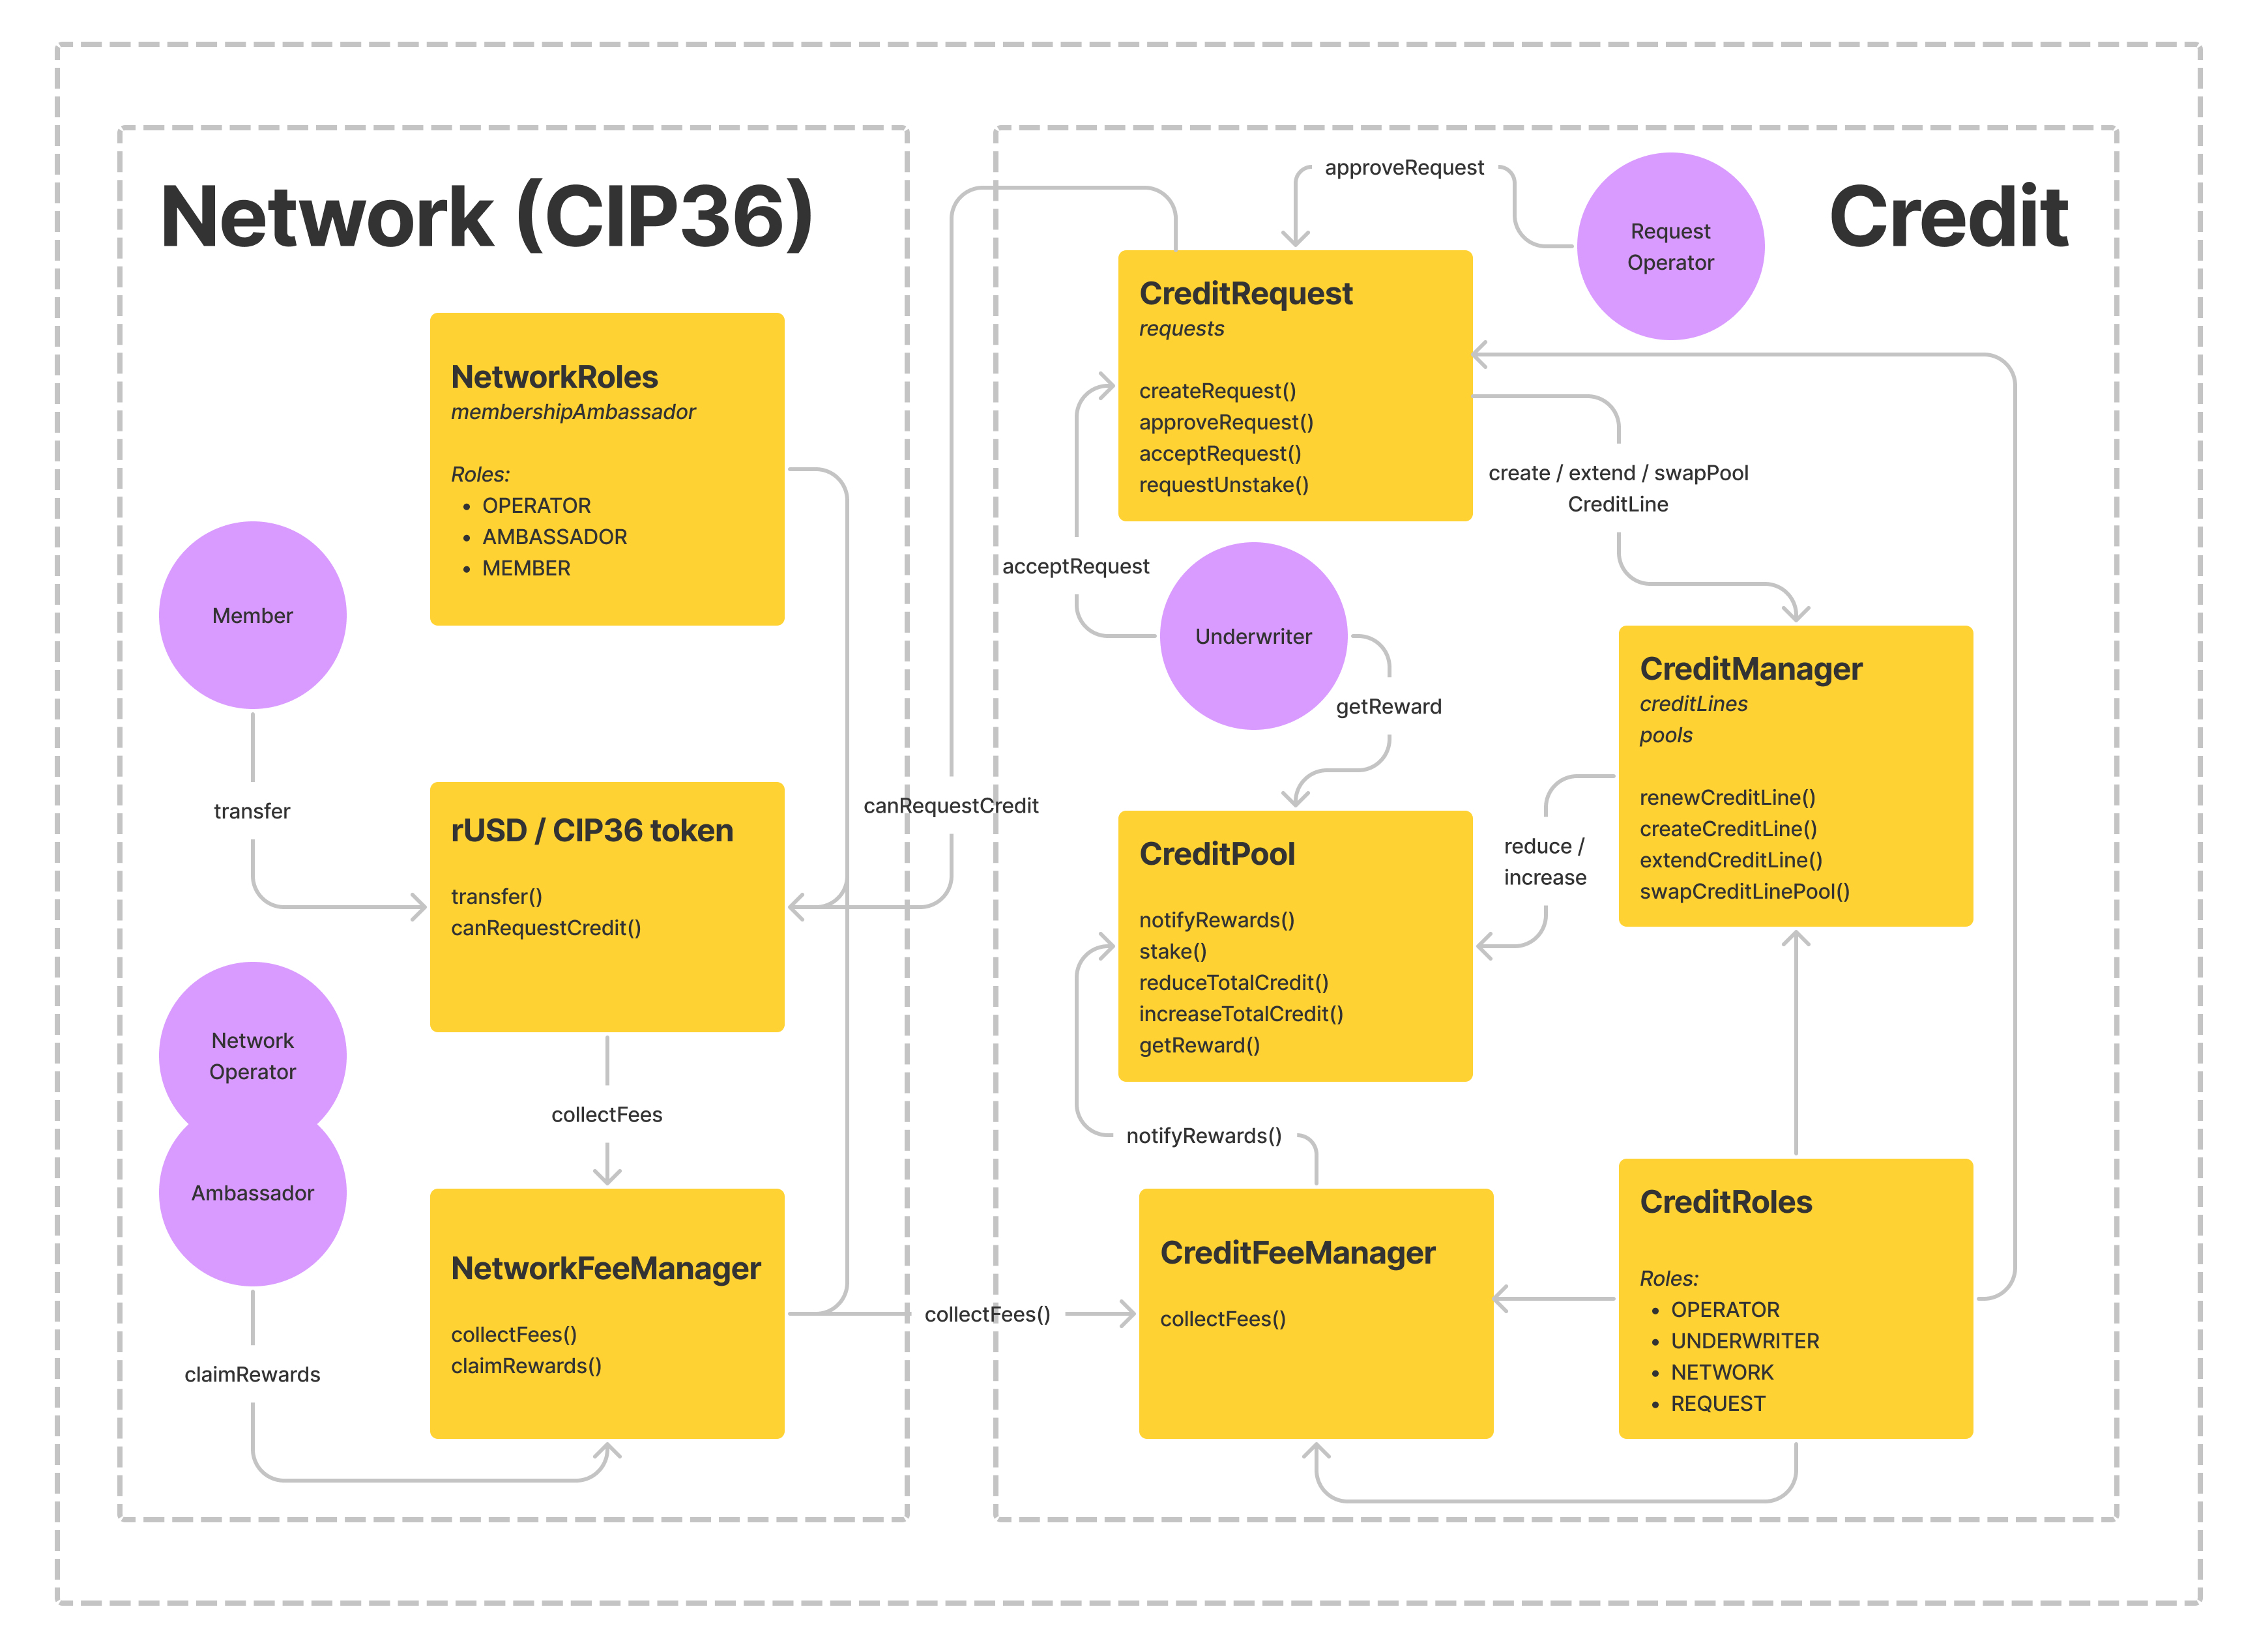 Network (CIP36)
NetworkRoles
membershipAmbassador
Roles:
• OPERATOR
• AMBASSADOR
• MEMBER
Member
transfer
rUSD / CIP36 token
transfer()
canRequestCredit()
Network
Operator
Ambassador
collectFees
claimRewards
NetworkFeeManager
collectFees()
claimRewards()
canRequestCredit
collectFees()
Credit
approveRequest
Request
Operator
CreditRequest
requests
createRequest()
approveRequest()
acceptRequest()
requestUnstake()
create / extend / swapPool
CreditLine
acceptRequest
Underwriter
getReward
CreditManager
creditLines
pools
renewCreditLine()
createCreditLine()
extendCreditLine()
swapCreditLinePool()
reduce /
increase
CreditPool
notifyRewards()
stake()
reduceTotalCredit()
increaseTotalCredit()
getReward()
notifyRewards()
CreditFeeManager
collectFees()
CreditRoles
Roles:
• OPERATOR
• UNDERWRITER
• NETWORK
• REQUEST